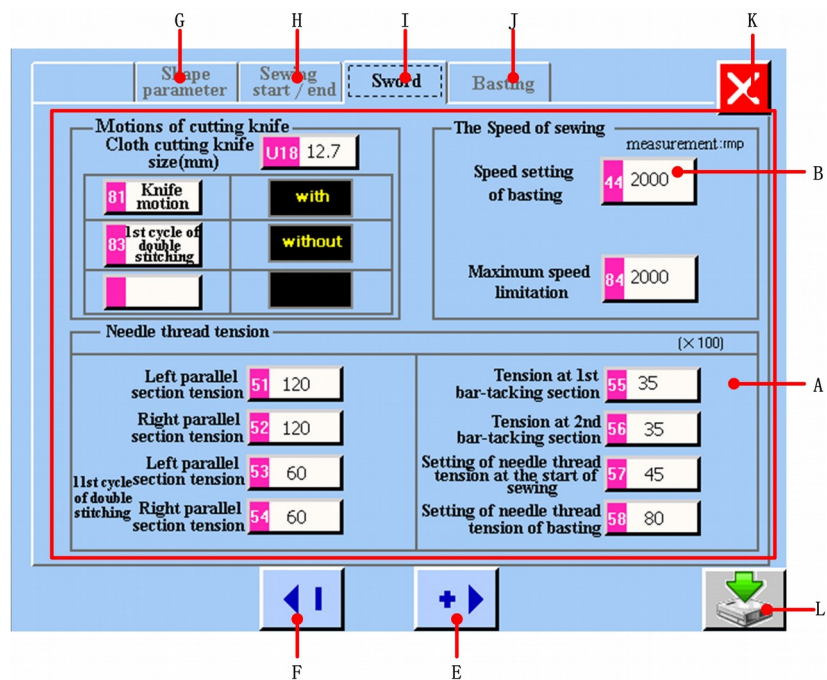 G H I J K
Shape
parameter
Sewing
start / end
Sword
Basting
Motions of cutting knife
Cloth cutting knife
size(mm)
U18 12.7
81 Knife
motion
with
83 1st cycle of
double
stitching
without
The Speed of sewing
measurement:rmp
Speed setting
of basting
44 2000
B
Maximum speed
limitation
84 2000
Needle thread tension
(×100)
Left parallel
section tension
51 120
Right parallel
section tension
52 120
11st cycle
of double
stitching
Left parallel
section tension
53 60
Right parallel
section tension
54 60
Tension at 1st
bar-tacking section
55 35
A
Tension at 2nd
bar-tacking section
56 35
Setting of needle thread
tension at the start of
sewing
57 45
Setting of needle thread
tension of basting
58 80
L
F E